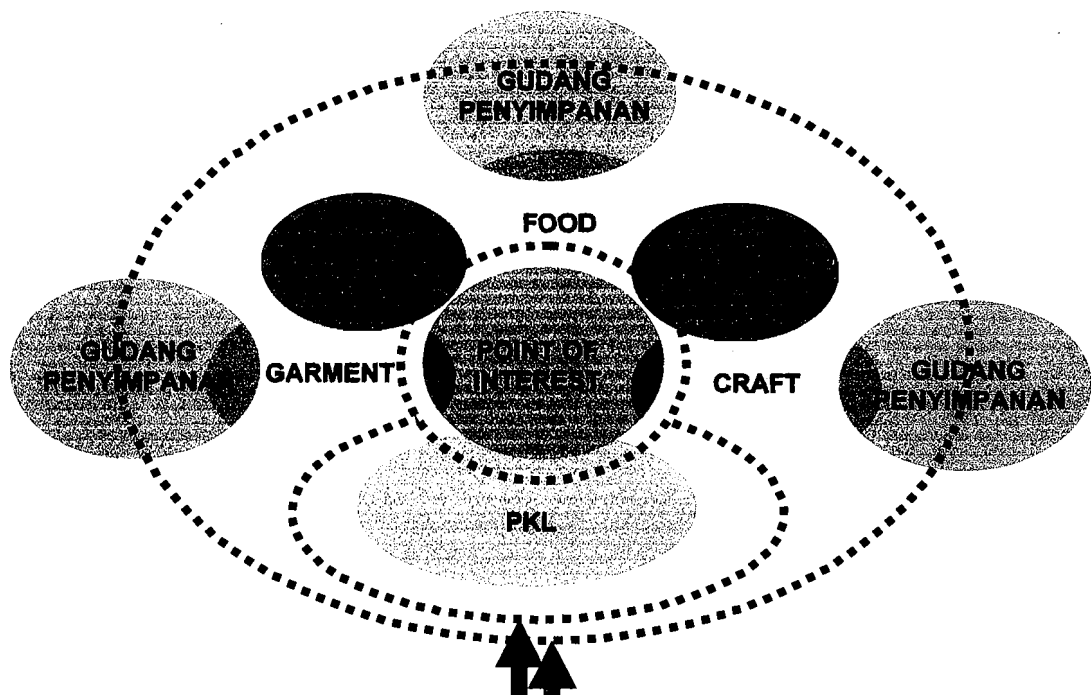 GUDANG
PENYIMPANAN
FOOD
GUDANG
PENYIMPANAN
GARMENT
POINT OF
INTEREST
CRAFT
GUDANG
PENYIMPANAN
PKL